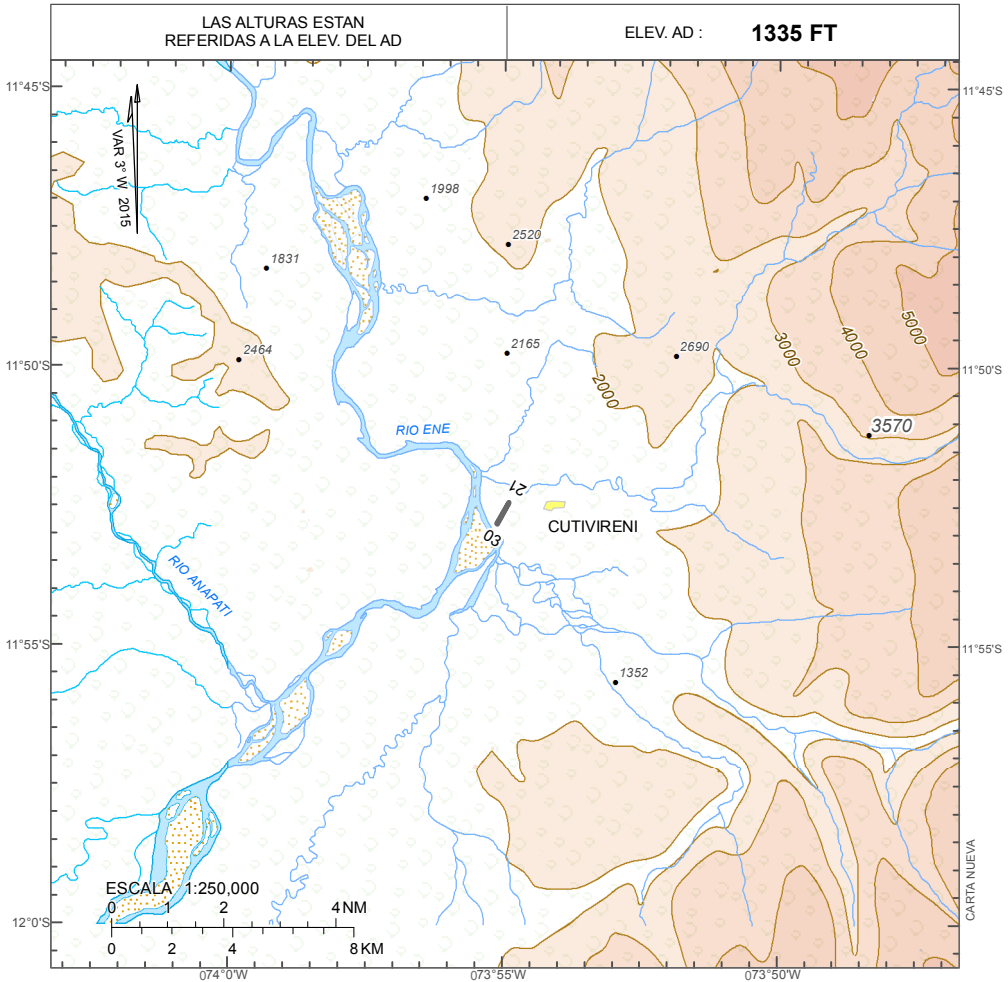 LAS ALTURAS ESTAN
REFERIDAS A LA ELEV. DEL AD
ELEV. AD : 1335 FT
11°45'S
11°45'S
VAR 3° W 2015
1998
2520
1831
2464
2165
2690
2000
3000
4000
5000
11°50'S
11°50'S
3570
RIO ENE
21
03
CUTIVIRENI
RIO ANAPATI
11°55'S
11°55'S
1352
CARTA NUEVA
ESCALA 1:250,000
0 1 2 4 NM
0 2 4 8 KM
12°0'S
074°0'W
073°55'W
073°50'W